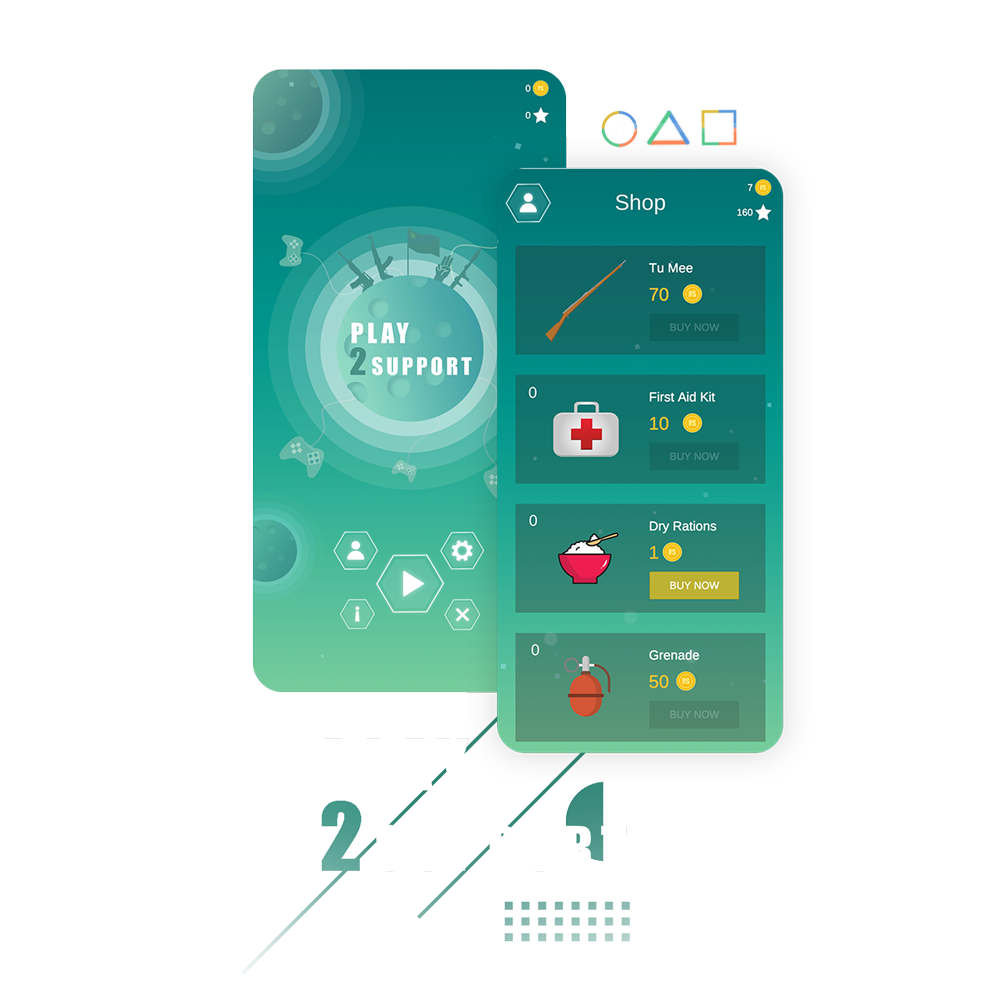 0
0
PLAY
2 SUPPORT
Shop
7
160
Tu Mee
70
BUY NOW
0
First Aid Kit
10
BUY NOW
0
Dry Rations
1
BUY NOW
0
Grenade
50
BUY NOW
2